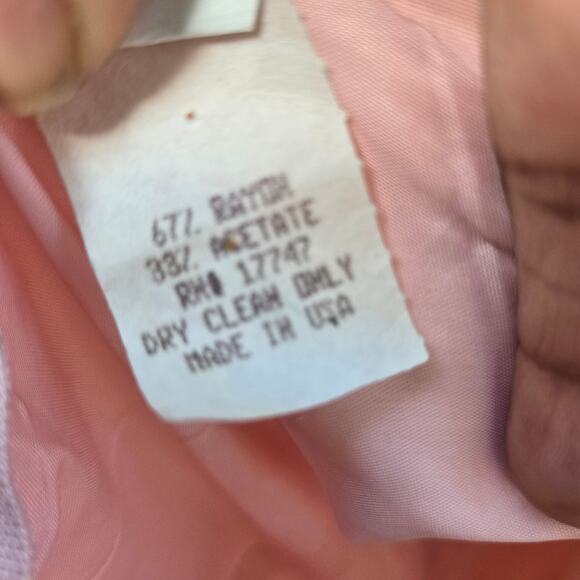 67% RAYON
33% ACETATE
RN# 17747
DRY CLEAN ONLY
MADE IN USA